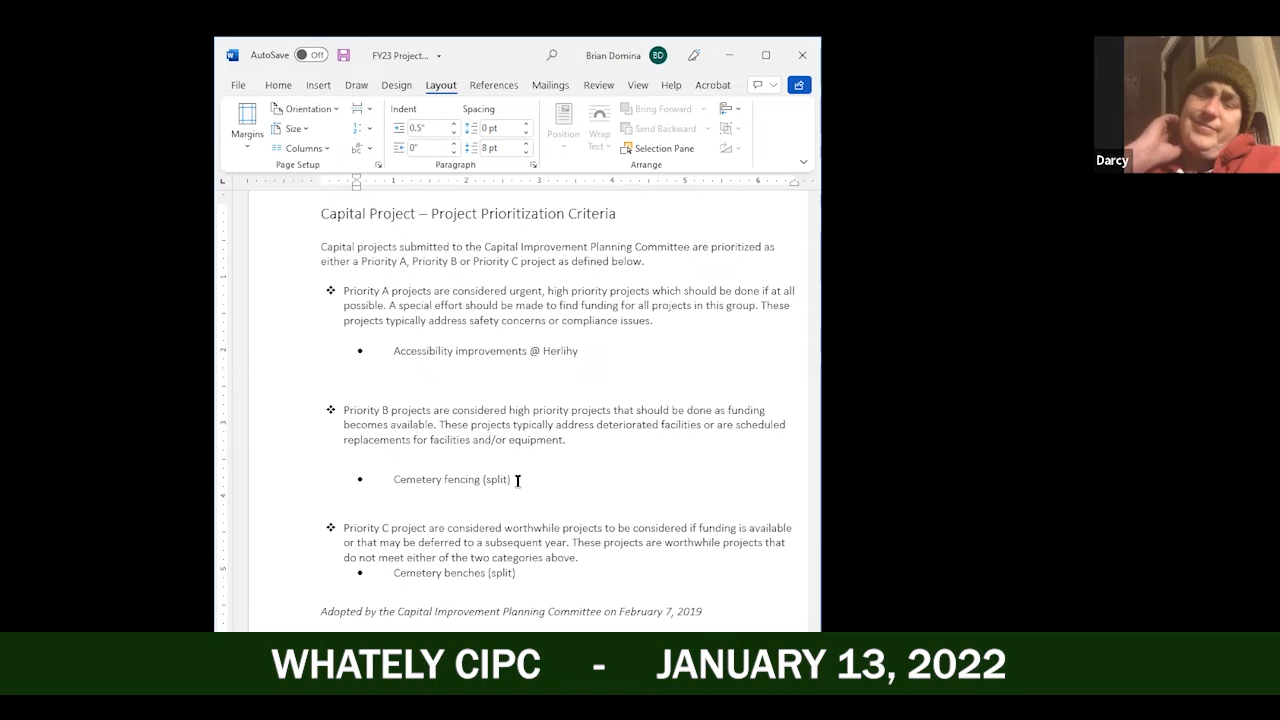 AutoSave Off FY23 Project... Brian Domina BD
File Home Insert Draw Design Layout References Mailings Review View Help Acrobat
Margins Orientation Size Columns Indent 0.5" 0" Spacing 0 pt 8 pt Position Wrap Text Bring Forward Send Backward Selection Pane
Page Setup Paragraph Arrange
1 2 3 4 5 6
Capital Project – Project Prioritization Criteria
Capital projects submitted to the Capital Improvement Planning Committee are prioritized as
either a Priority A, Priority B or Priority C project as defined below.
❖ Priority A projects are considered urgent, high priority projects which should be done if at all
possible. A special effort should be made to find funding for all projects in this group. These
projects typically address safety concerns or compliance issues.
• Accessibility improvements @ Herlihy
❖ Priority B projects are considered high priority projects that should be done as funding
becomes available. These projects typically address deteriorated facilities or are scheduled
replacements for facilities and/or equipment.
• Cemetery fencing (split)
❖ Priority C project are considered worthwhile projects to be considered if funding is available
or that may be deferred to a subsequent year. These projects are worthwhile projects that
do not meet either of the two categories above.
• Cemetery benches (split)
Adopted by the Capital Improvement Planning Committee on February 7, 2019
Darcy
WHATELY CIPC - JANUARY 13, 2022